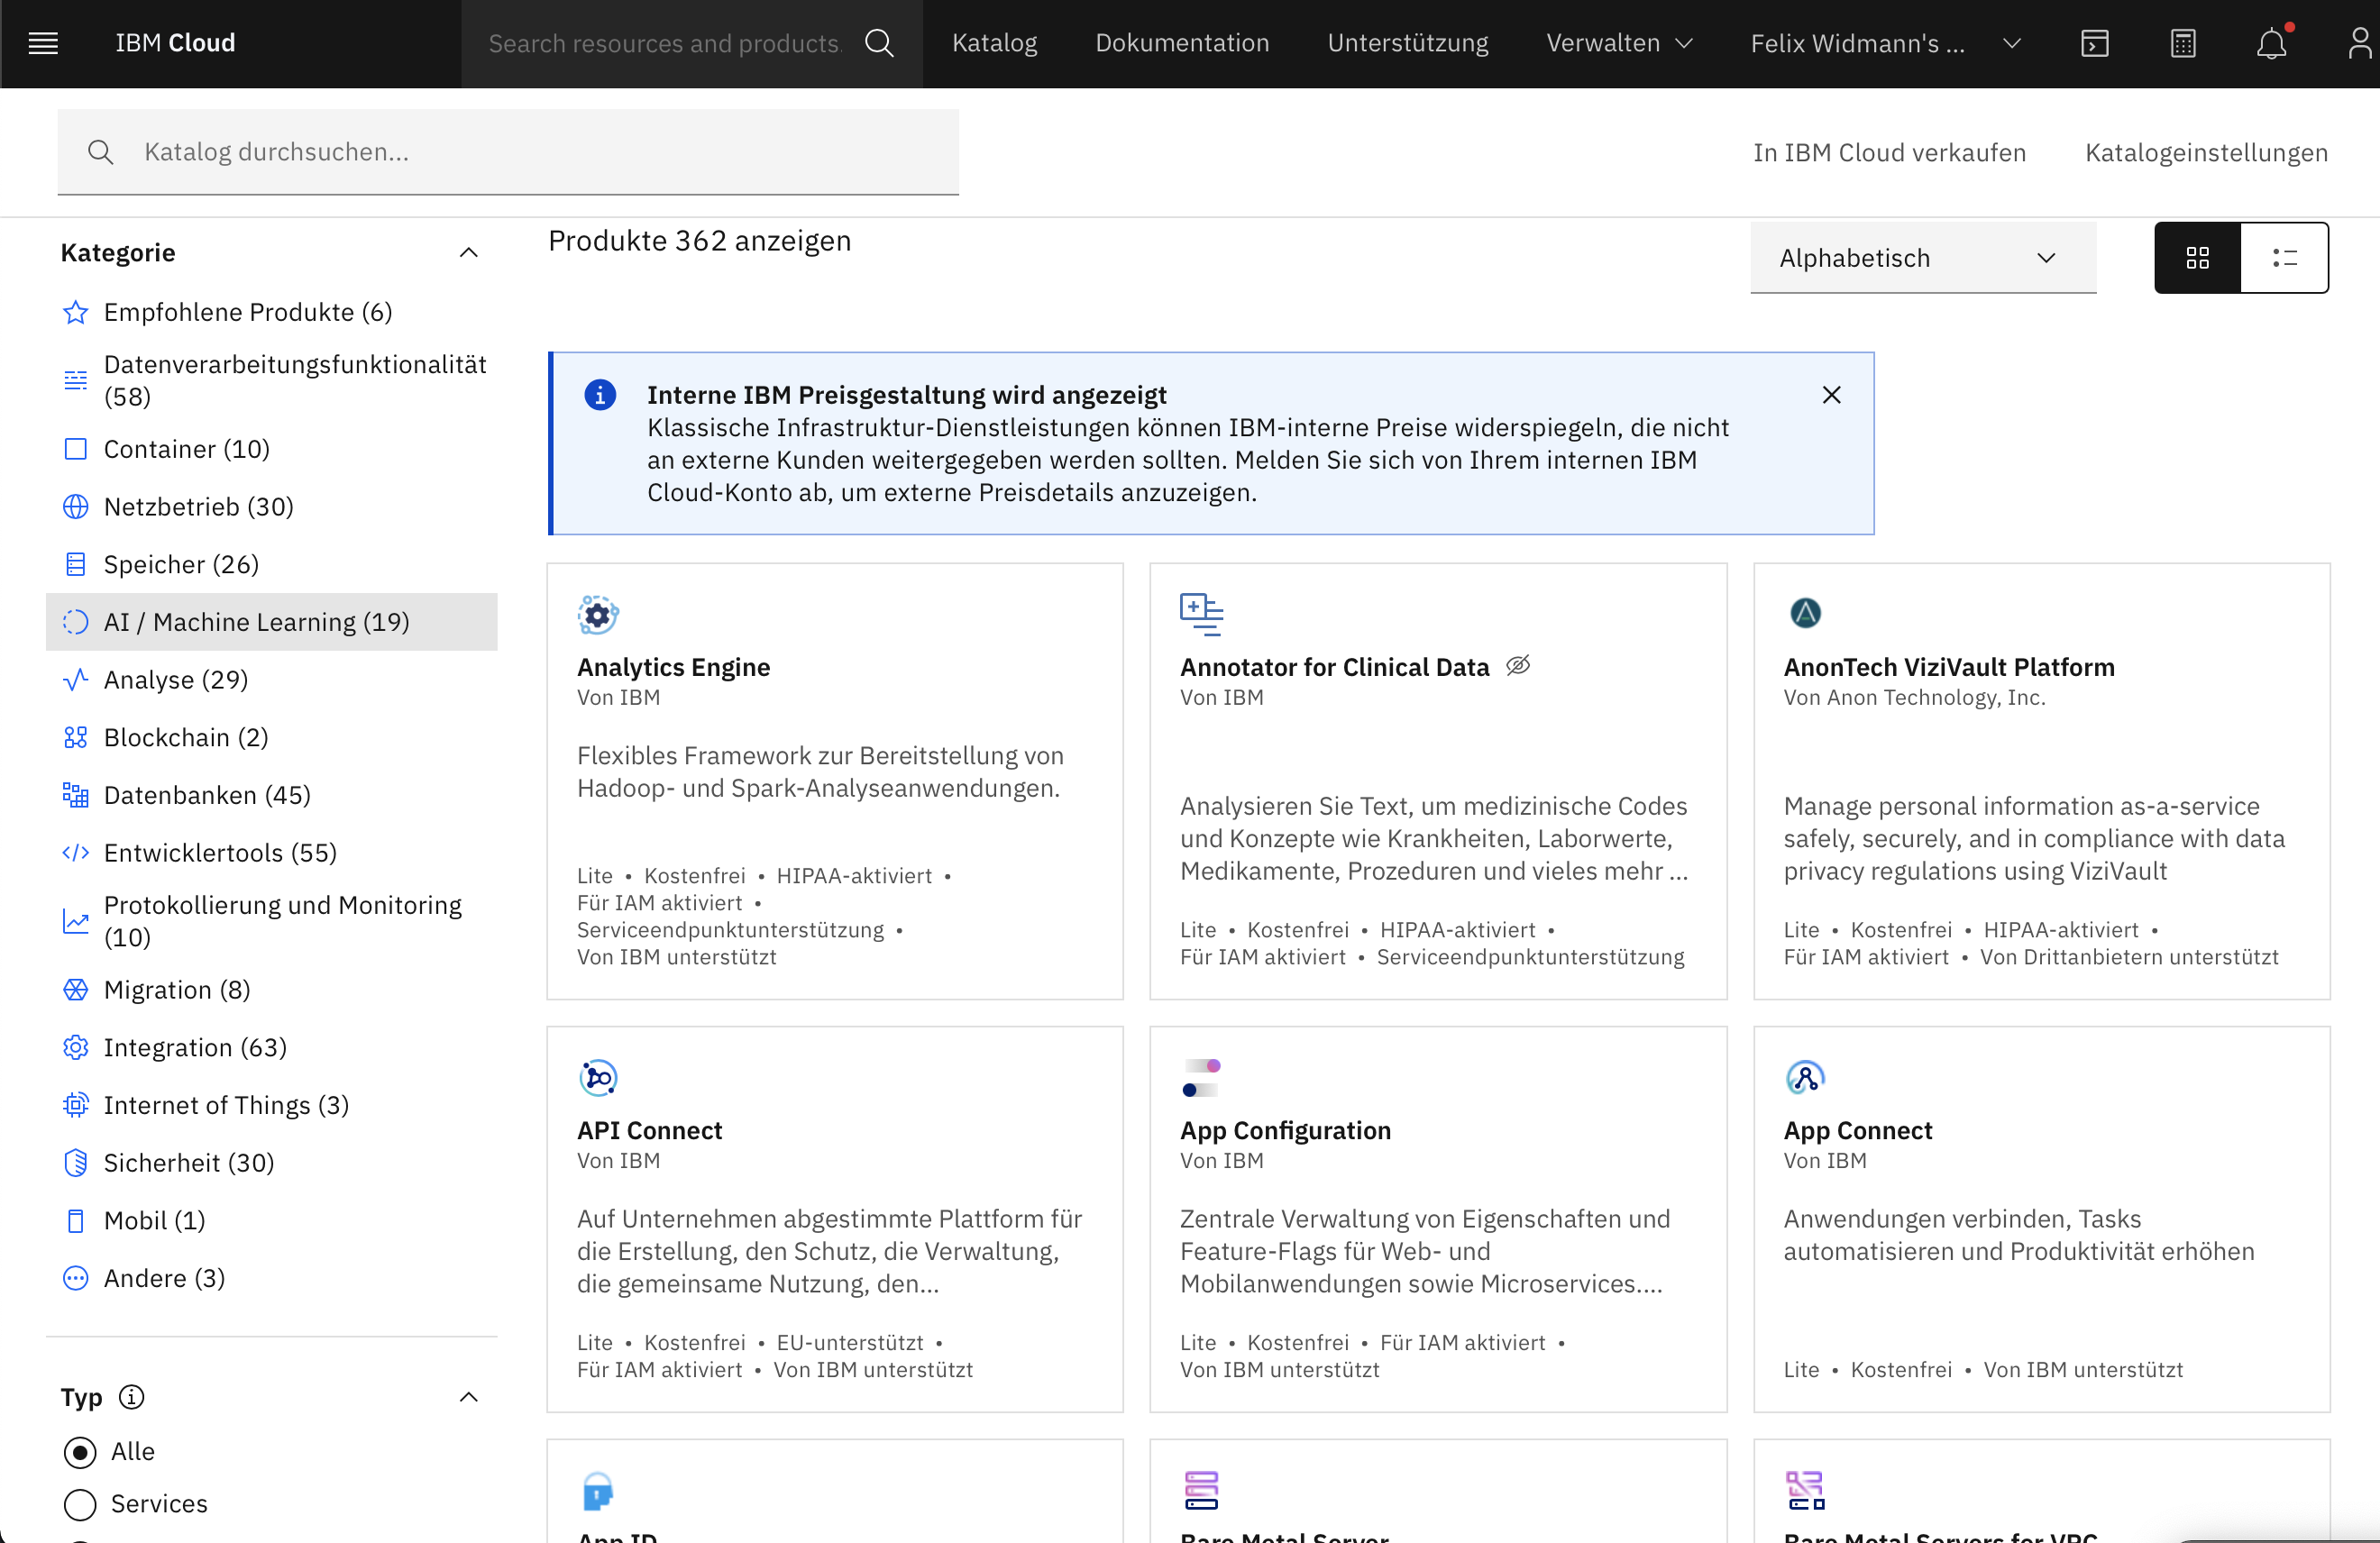 IBM Cloud
Search resources and products.
Katalog
Dokumentation
Unterstützung
Verwalten
Felix Widmann's ...
Katalog durchsuchen...
In IBM Cloud verkaufen
Katalogeinstellungen
Kategorie
Empfohlene Produkte (6)
Datenverarbeitungsfunktionalität
(58)
Container (10)
Netzbetrieb (30)
Speicher (26)
AI / Machine Learning (19)
Analyse (29)
Blockchain (2)
Datenbanken (45)
Entwicklertools (55)
Protokollierung und Monitoring
(10)
Migration (8)
Integration (63)
Internet of Things (3)
Sicherheit (30)
Mobil (1)
Andere (3)
Typ
Alle
Services
Produkte 362 anzeigen
Alphabetisch
Interne IBM Preisgestaltung wird angezeigt
Klassische Infrastruktur-Dienstleistungen können IBM-interne Preise widerspiegeln, die nicht
an externe Kunden weitergegeben werden sollten. Melden Sie sich von Ihrem internen IBM
Cloud-Konto ab, um externe Preisdetails anzuzeigen.
Analytics Engine
Von IBM
Flexibles Framework zur Bereitstellung von
Hadoop- und Spark-Analyseanwendungen.
Lite • Kostenfrei • HIPAA-aktiviert •
Für IAM aktiviert •
Serviceendpunktunterstützung •
Von IBM unterstützt
Annotator for Clinical Data
Von IBM
Analysieren Sie Text, um medizinische Codes
und Konzepte wie Krankheiten, Laborwerte,
Medikamente, Prozeduren und vieles mehr ...
Lite • Kostenfrei • HIPAA-aktiviert •
Für IAM aktiviert • Serviceendpunktunterstützung
AnonTech ViziVault Platform
Von Anon Technology, Inc.
Manage personal information as-a-service
safely, securely, and in compliance with data
privacy regulations using ViziVault
Lite • Kostenfrei • HIPAA-aktiviert •
Für IAM aktiviert • Von Drittanbietern unterstützt
API Connect
Von IBM
Auf Unternehmen abgestimmte Plattform für
die Erstellung, den Schutz, die Verwaltung,
die gemeinsame Nutzung, den...
Lite • Kostenfrei • EU-unterstützt •
Für IAM aktiviert • Von IBM unterstützt
App Configuration
Von IBM
Zentrale Verwaltung von Eigenschaften und
Feature-Flags für Web- und
Mobilanwendungen sowie Microservices....
Lite • Kostenfrei • Für IAM aktiviert •
Von IBM unterstützt
App Connect
Von IBM
Anwendungen verbinden, Tasks
automatisieren und Produktivität erhöhen
Lite • Kostenfrei • Von IBM unterstützt
App ID
Bare Metal Server
Bare Metal Servers for VPC